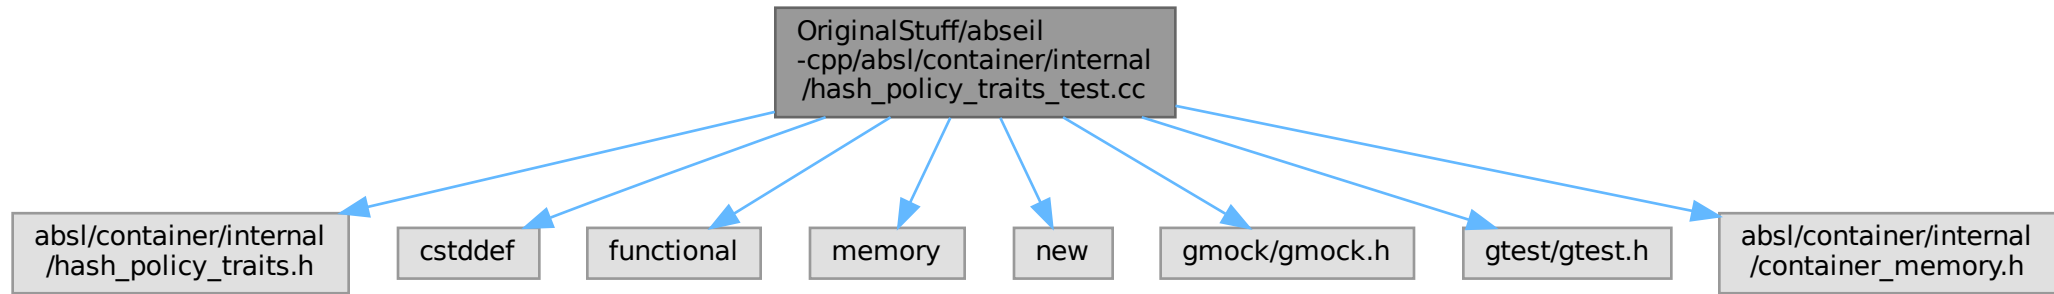 OriginalStuff/abseil
-cpp/absl/container/internal
/hash_policy_traits_test.cc
absl/container/internal
/hash_policy_traits.h
cstddef
functional
memory
new
gmock/gmock.h
gtest/gtest.h
absl/container/internal
/container_memory.h